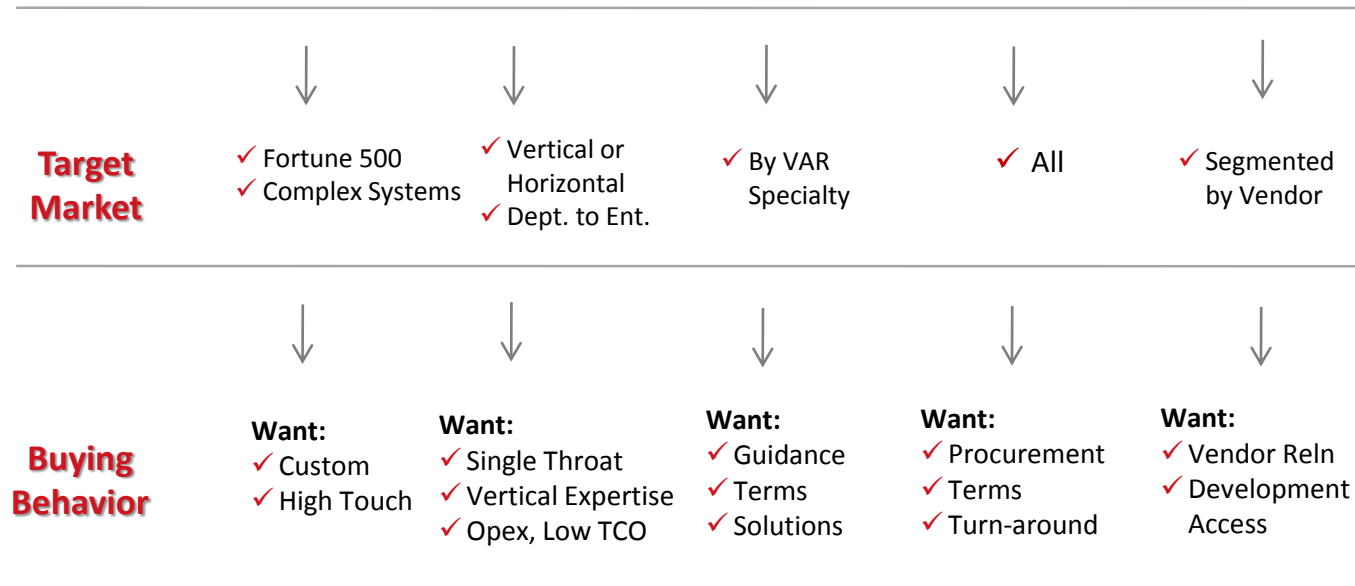 Target
Market
✓ Fortune 500
✓ Complex Systems
✓ Vertical or
Horizontal
✓ Dept. to Ent.
✓ By VAR
Specialty
✓ All
✓ Segmented
by Vendor
Buying
Behavior
Want:
✓ Custom
✓ High Touch
Want:
✓ Single Throat
✓ Vertical Expertise
✓ Opex, Low TCO
Want:
✓ Guidance
✓ Terms
✓ Solutions
Want:
✓ Procurement
✓ Terms
✓ Turn-around
Want:
✓ Vendor Reln
✓ Development
Access